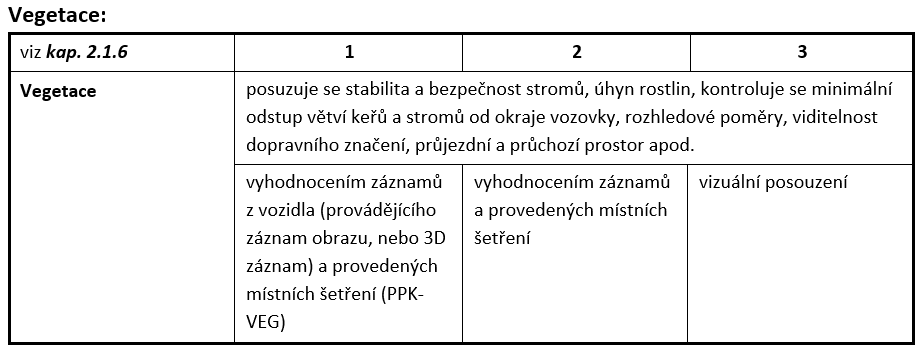 Vegetace:
viz kap. 2.1.6 1 2 3
Vegetace
posuzuje se stabilita a bezpečnost stromů, úhyn rostlin, kontroluje se minimální
odstup větví keřů a stromů od okraje vozovky, rozhledové poměry, viditelnost
dopravního značení, průjezdní a průchozí prostor apod.
vyhodnocením záznamů
z vozidla (provádějícího
záznam obrazu, nebo 3D
záznam) a provedených
místních šetření (PPK-
VEG)
vyhodnocením záznamů
a provedených místních
šetření
vizuální posouzení